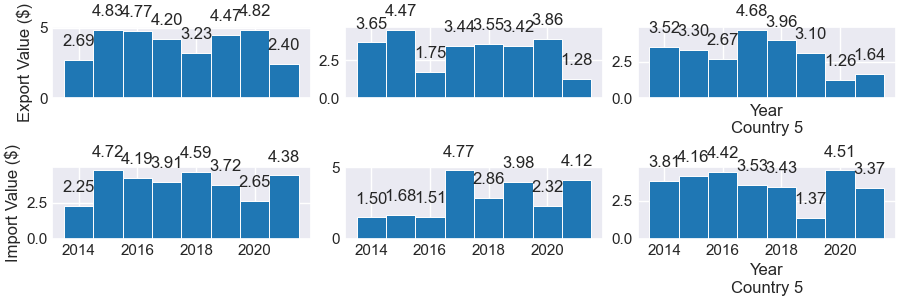 Export Value ($)
5
0
2.69 4.83 4.77 4.20 3.23 4.47 4.82 2.40
2.5
0.0
3.65 4.47 1.75 3.44 3.55 3.42 3.86 1.28
2.5
0.0
3.52 3.30 2.67 4.68 3.96 3.10 1.26 1.64
Year
Country 5
Import Value ($)
2.5
0.0
2.25 4.72 4.19 3.91 4.59 3.72 2.65 4.38
2014 2016 2018 2020
5
0
1.50 1.68 1.51 4.77 2.86 3.98 2.32 4.12
2014 2016 2018 2020
2.5
0.0
3.81 4.16 4.42 3.53 3.43 1.37 4.51 3.37
2014 2016 2018 2020
Year
Country 5